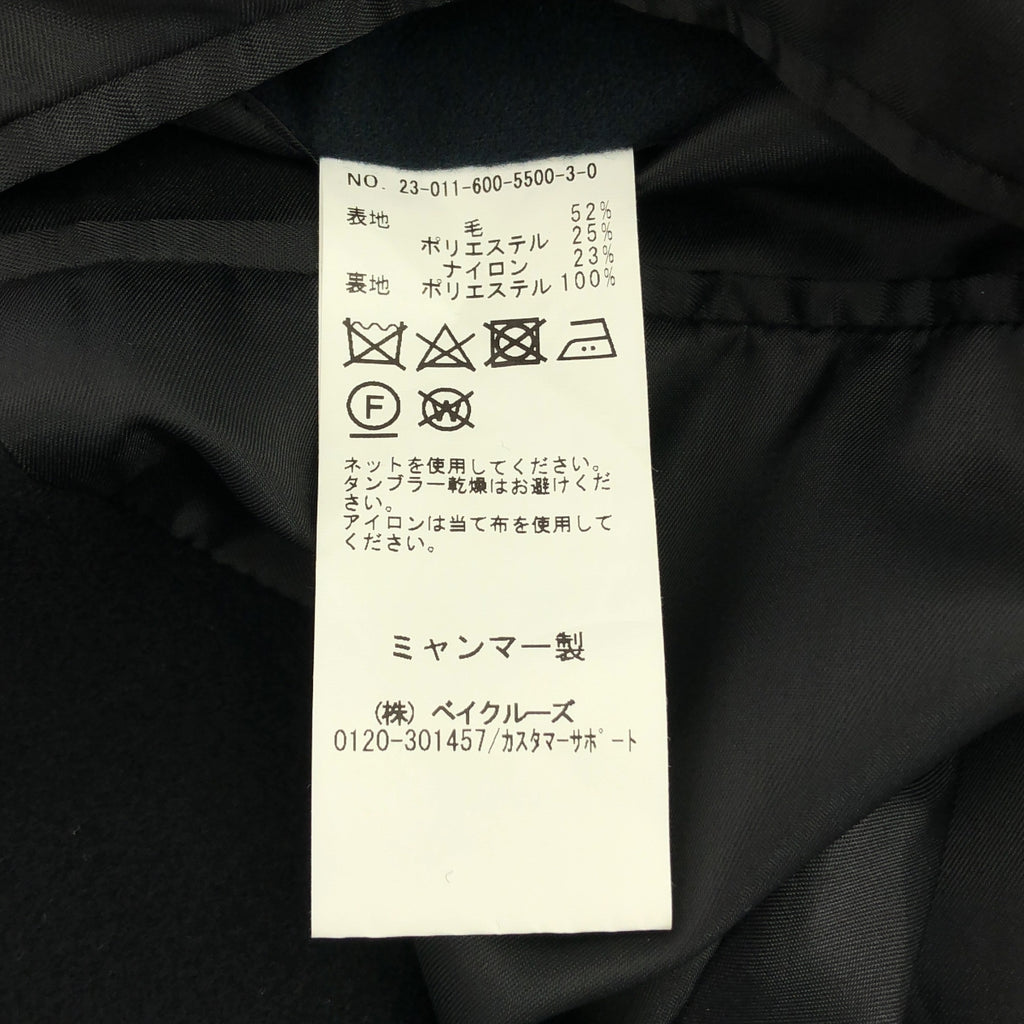 NO. 23-011-600-5500-3-0
表地 毛 52%
ポリエステル 25%
ナイロン 23%
裏地 ポリエステル 100%
F
W
ネットを使用してください。
タンブラー乾燥はお避けくだ
さい。
アイロンは当て布を使用して
ください。
ミャンマー製
(株) ベイクルーズ
0120-301457/ｶｽﾀﾏｰｻﾎﾟｰﾄ